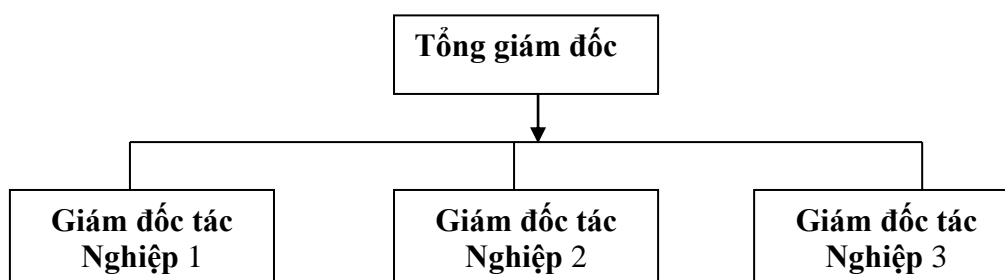 Tổng giám đốc
Giám đốc tác
Nghiệp 1
Giám đốc tác
Nghiệp 2
Giám đốc tác
Nghiệp 3